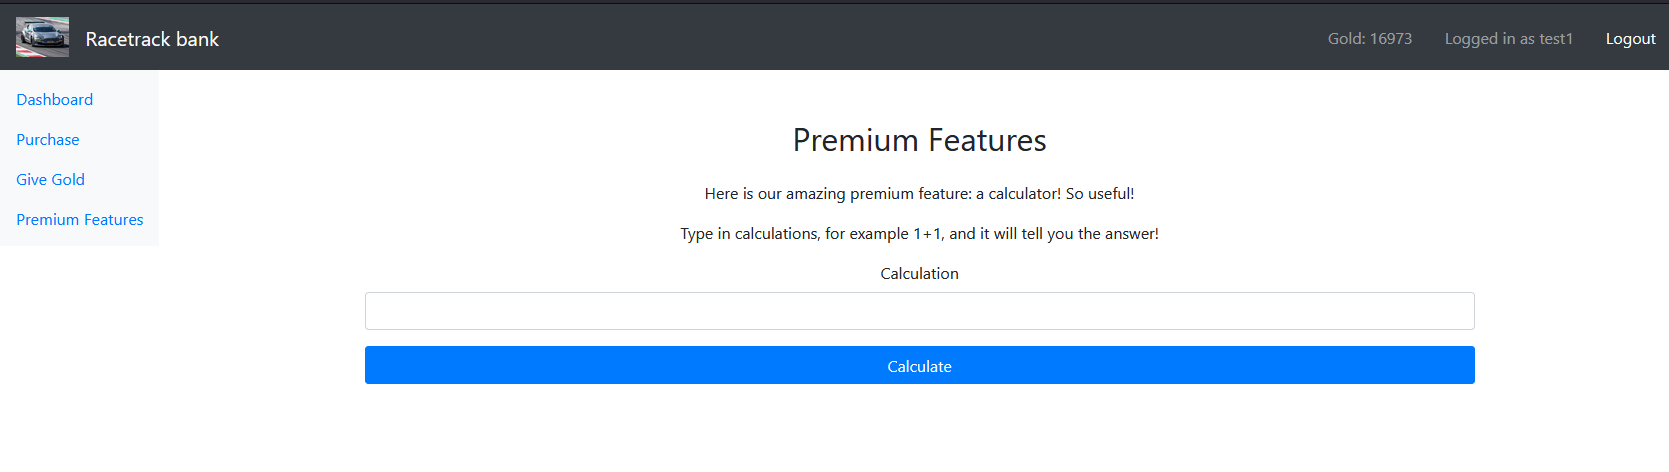 Racetrack bank
Gold: 16973
Logged in as test1
Logout
Dashboard
Purchase
Give Gold
Premium Features
Premium Features
Here is our amazing premium feature: a calculator! So useful!
Type in calculations, for example 1+1, and it will tell you the answer!
Calculation
Calculate